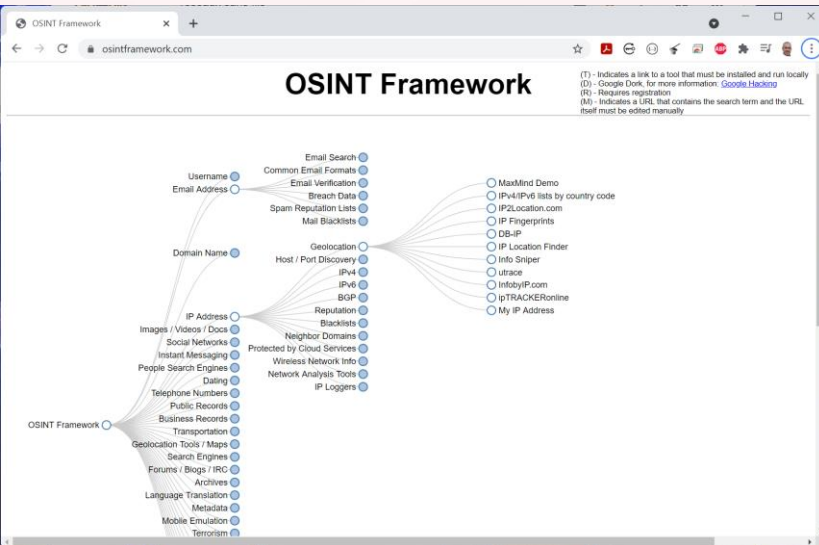 OSINT Framework
osintframework.com
OSINT Framework
(T) - Indicates a link to a tool that must be installed and run locally
(D) - Google Dork, for more information: Google Hacking
(R) - Requires registration
(M) - Indicates a URL that contains the search term and the URL
itself must be edited manually
OSINT Framework
Username
Email Address
Domain Name
IP Address
Images / Videos / Docs
Social Networks
Instant Messaging
People Search Engines
Dating
Telephone Numbers
Public Records
Business Records
Transportation
Geolocation Tools / Maps
Search Engines
Forums / Blogs / IRC
Archives
Language Translation
Metadata
Mobile Emulation
Terrorism
Email Search
Common Email Formats
Email Verification
Breach Data
Spam Reputation Lists
Mail Blacklists
Geolocation
Host / Port Discovery
IPv4
IPv6
BGP
Reputation
Blacklists
Neighbor Domains
Protected by Cloud Services
Wireless Network Info
Network Analysis Tools
IP Loggers
MaxMind Demo
IPv4/IPv6 lists by country code
IP2Location.com
IP Fingerprints
DB-IP
IP Location Finder
Info Sniper
utrace
InfobyIP.com
ipTRACKERonline
My IP Address